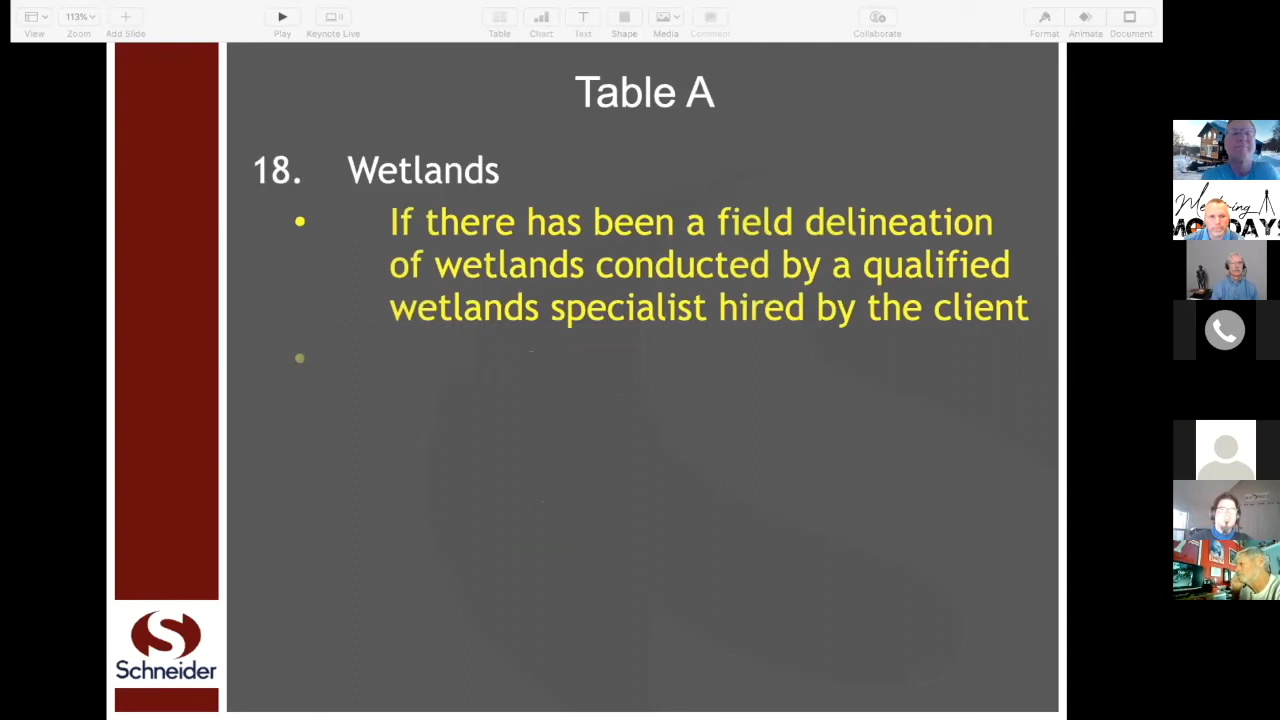 113%
View
Zoom
Add Slide
Play
Keynote Live
Table
Chart
Text
Shape
Media
Comment
Collaborate
Format
Animate
Document
Table A
18. Wetlands
• If there has been a field delineation
of wetlands conducted by a qualified
wetlands specialist hired by the client
•
Schneider